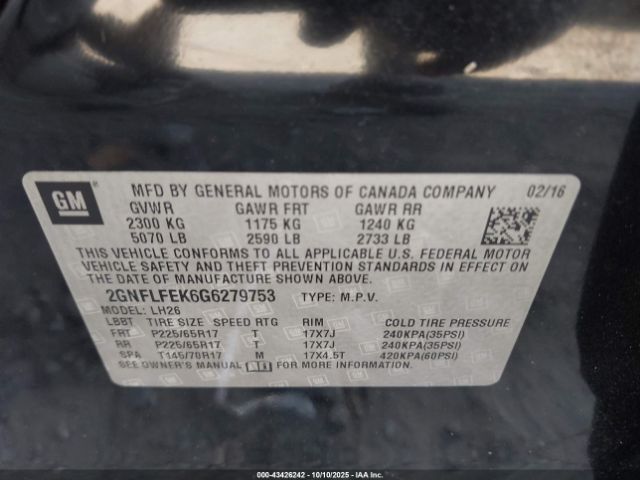 GM
MFD BY GENERAL MOTORS OF CANADA COMPANY 02/16
GVWR GAWR FRT GAWR RR
2300 KG 1175 KG 1240 KG
5070 LB 2590 LB 2733 LB
THIS VEHICLE CONFORMS TO ALL APPLICABLE U.S. FEDERAL MOTOR
VEHICLE SAFETY AND THEFT PREVENTION STANDARDS IN EFFECT ON
THE DATE OF MANUFACTURE SHOWN ABOVE.
2GNFLFEK6G6279753 TYPE: M.P.V.
MODEL: LH26
LBBT TIRE SIZE SPEED RTG RIM COLD TIRE PRESSURE
FRT P225/65R17 T 17X7J 240KPA(35PSI)
RR P225/65R17 T 17X7J 240KPA(35PSI)
SPA T145/70R17 M 17X4.5T 420KPA(60PSI)
SEE OWNER'S MANUAL FOR MORE INFORMATION.
000-43426242 - 10/10/2025 - COPYRIGHT IAA, LLC.